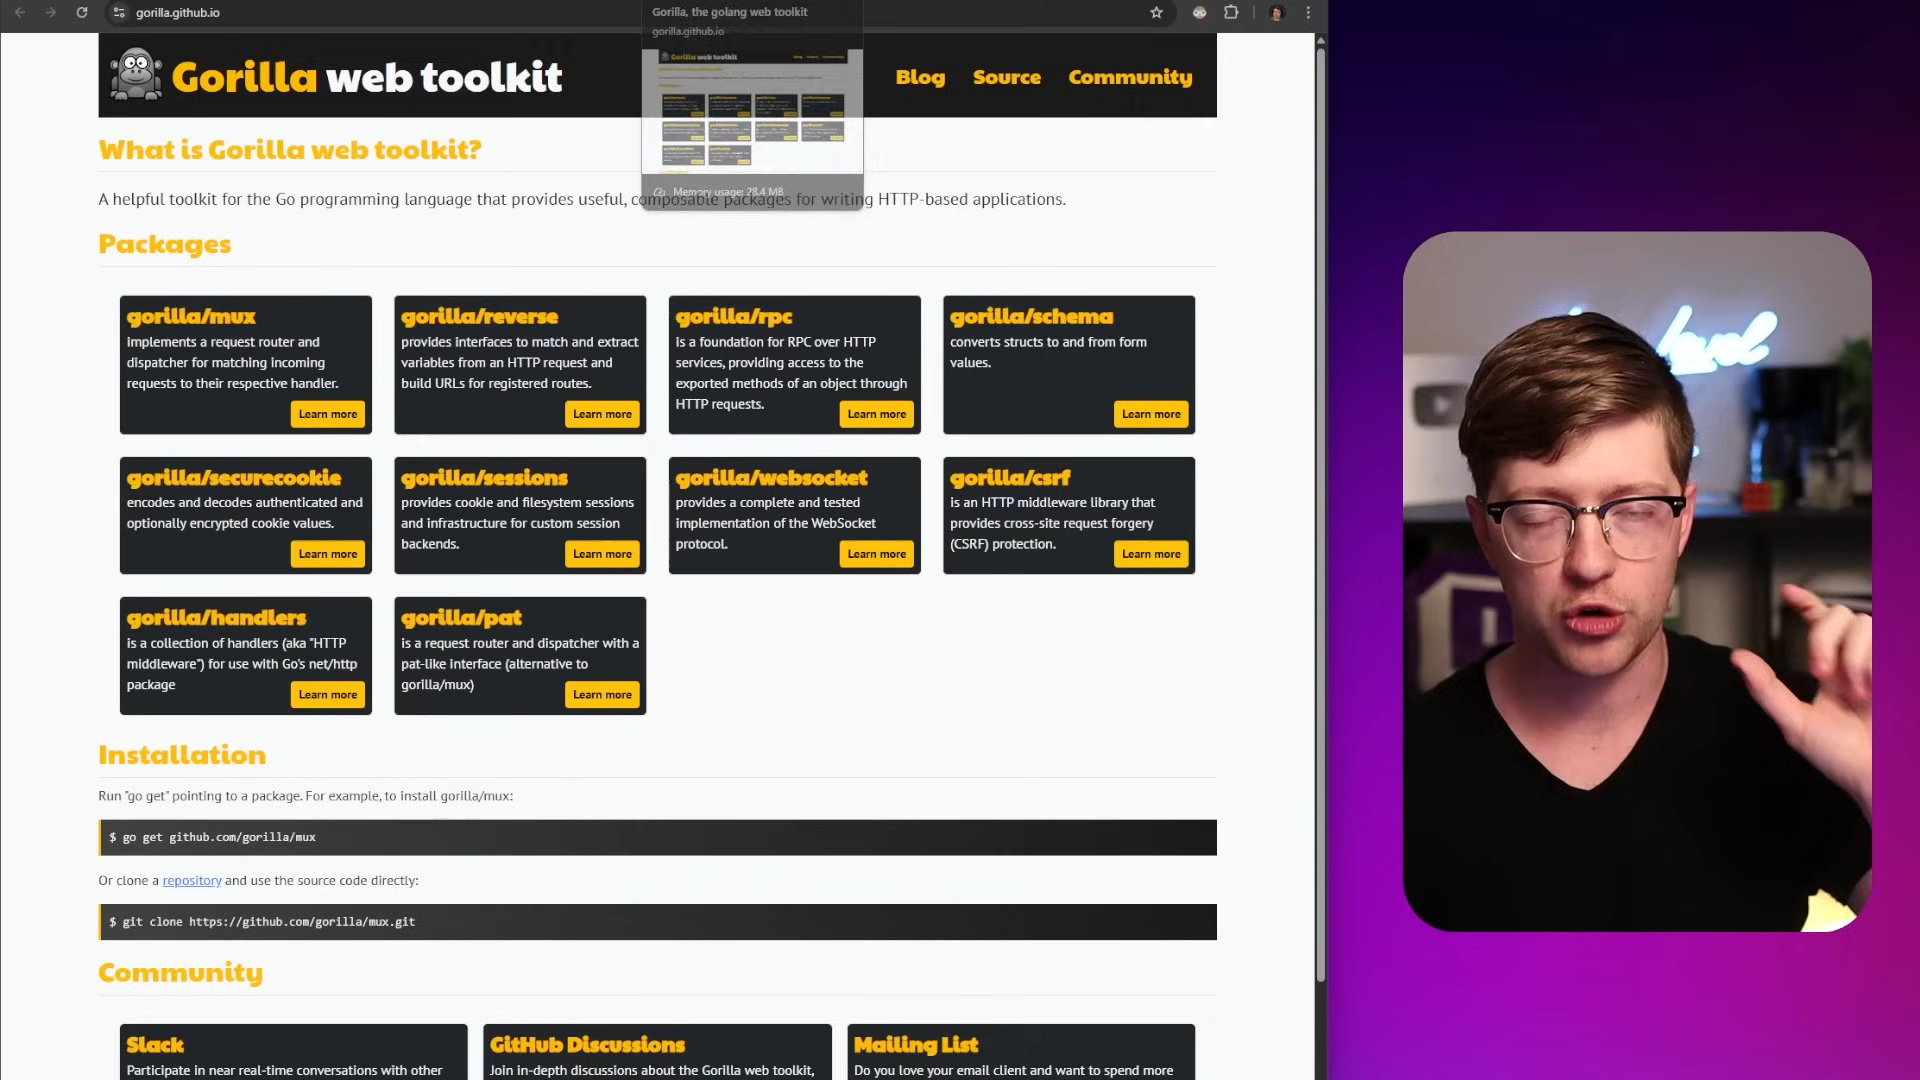 gorilla.github.io
Gorilla, the golang web toolkit
gorilla.github.io
Gorilla web toolkit
Memory usage: 28.4 MB
Gorilla web toolkit
Blog
Source
Community
What is Gorilla web toolkit?
A helpful toolkit for the Go programming language that provides useful, composable packages for writing HTTP-based applications.
Packages
gorilla/mux
implements a request router and
dispatcher for matching incoming
requests to their respective handler.
Learn more
gorilla/reverse
provides interfaces to match and extract
variables from an HTTP request and
build URLs for registered routes.
Learn more
gorilla/rpc
is a foundation for RPC over HTTP
services, providing access to the
exported methods of an object through
HTTP requests.
Learn more
gorilla/schema
converts structs to and from form
values.
Learn more
gorilla/securecookie
encodes and decodes authenticated and
optionally encrypted cookie values.
Learn more
gorilla/sessions
provides cookie and filesystem sessions
and infrastructure for custom session
backends.
Learn more
gorilla/websocket
provides a complete and tested
implementation of the WebSocket
protocol.
Learn more
gorilla/csrf
is an HTTP middleware library that
provides cross-site request forgery
(CSRF) protection.
Learn more
gorilla/handlers
is a collection of handlers (aka "HTTP
middleware") for use with Go's net/http
package
Learn more
gorilla/pat
is a request router and dispatcher with a
pat-like interface (alternative to
gorilla/mux)
Learn more
Installation
Run "go get" pointing to a package. For example, to install gorilla/mux:
$ go get github.com/gorilla/mux
Or clone a repository and use the source code directly:
$ git clone https://github.com/gorilla/mux.git
Community
Slack
Participate in near real-time conversations with other
GitHub Discussions
Join in-depth discussions about the Gorilla web toolkit,
Mailing List
Do you love your email client and want to spend more